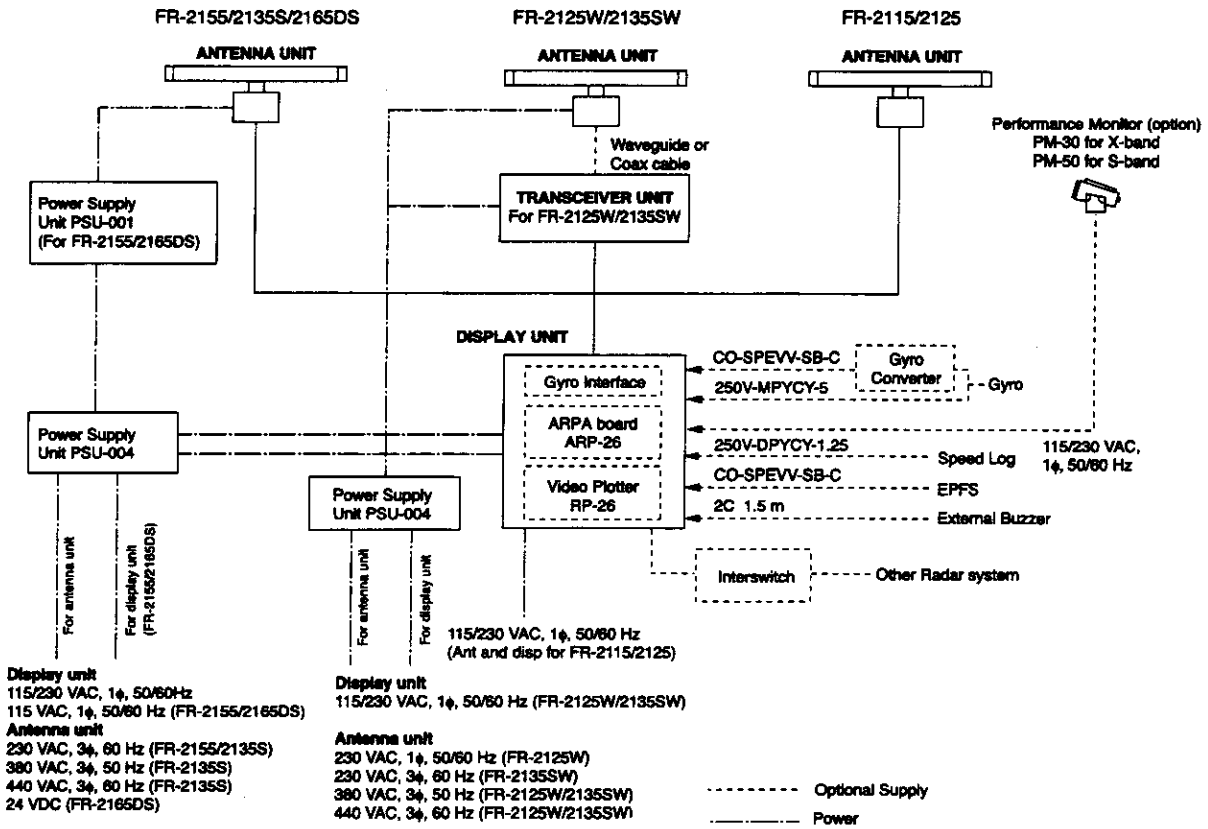 FR-2155/2135S/2165DS
FR-2125W/2135SW
FR-2115/2125
ANTENNA UNIT
ANTENNA UNIT
ANTENNA UNIT
Performance Monitor (option)
PM-30 for X-band
PM-50 for S-band
Waveguide or
Coax cable
Power Supply
Unit PSU-001
(For FR-2155/2165DS)
TRANSCEIVER UNIT
For FR-2125W/2135SW
DISPLAY UNIT
Gyro Interface
ARPA board
ARP-26
Video Plotter
RP-26
CO-SPEVV-SB-C
Gyro
Converter
250V-MPYCY-5
Gyro
250V-DPYCY-1.25
Speed Log
115/230 VAC,
1ϕ, 50/60 Hz
CO-SPEVV-SB-C
EPFS
2C 1.5 m
External Buzzer
Interswitch
Other Radar system
Power Supply
Unit PSU-004
Power Supply
Unit PSU-004
For antenna unit
For display unit
(FR-2155/2165DS)
For antenna unit
For display unit
115/230 VAC, 1ϕ, 50/60 Hz
(Ant and disp for FR-2115/2125)
Display unit
115/230 VAC, 1ϕ, 50/60Hz
115 VAC, 1ϕ, 50/60 Hz (FR-2155/2165DS)
Antenna unit
230 VAC, 3ϕ, 60 Hz (FR-2155/2135S)
380 VAC, 3ϕ, 50 Hz (FR-2135S)
440 VAC, 3ϕ, 60 Hz (FR-2135S)
24 VDC (FR-2165DS)
Display unit
115/230 VAC, 1ϕ, 50/60 Hz (FR-2125W/2135SW)
Antenna unit
230 VAC, 1ϕ, 50/60 Hz (FR-2125W)
230 VAC, 3ϕ, 60 Hz (FR-2135SW)
380 VAC, 3ϕ, 50 Hz (FR-2125W/2135SW)
440 VAC, 3ϕ, 60 Hz (FR-2125W/2135SW)
Optional Supply
Power